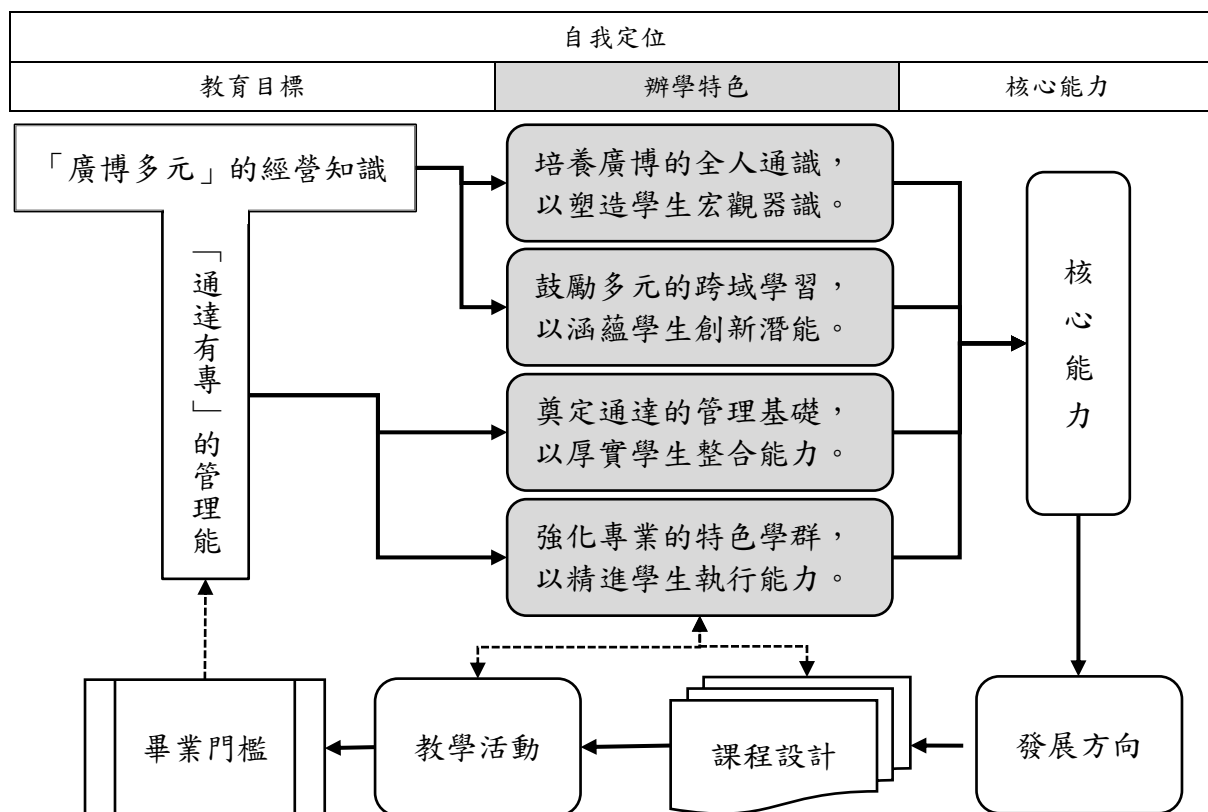 自我定位
教育目標
辦學特色
核心能力
「廣博多元」的經營知識
「通達有專」的管理能
培養廣博的全人通識，
以塑造學生宏觀器識。
鼓勵多元的跨域學習，
以涵蘊學生創新潛能。
奠定通達的管理基礎，
以厚實學生整合能力。
強化專業的特色學群，
以精進學生執行能力。
核心能力
畢業門檻
教學活動
課程設計
發展方向